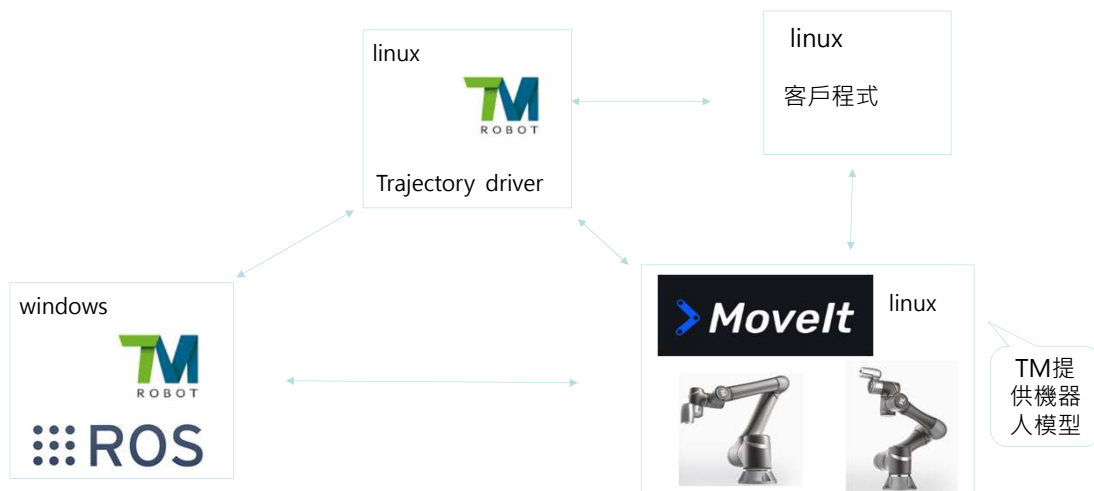 linux
TM
ROBOT
Trajectory driver
linux
客戶程式
windows
TM
ROBOT
ROS
MoveIt
linux
TM提
供機器
人模型